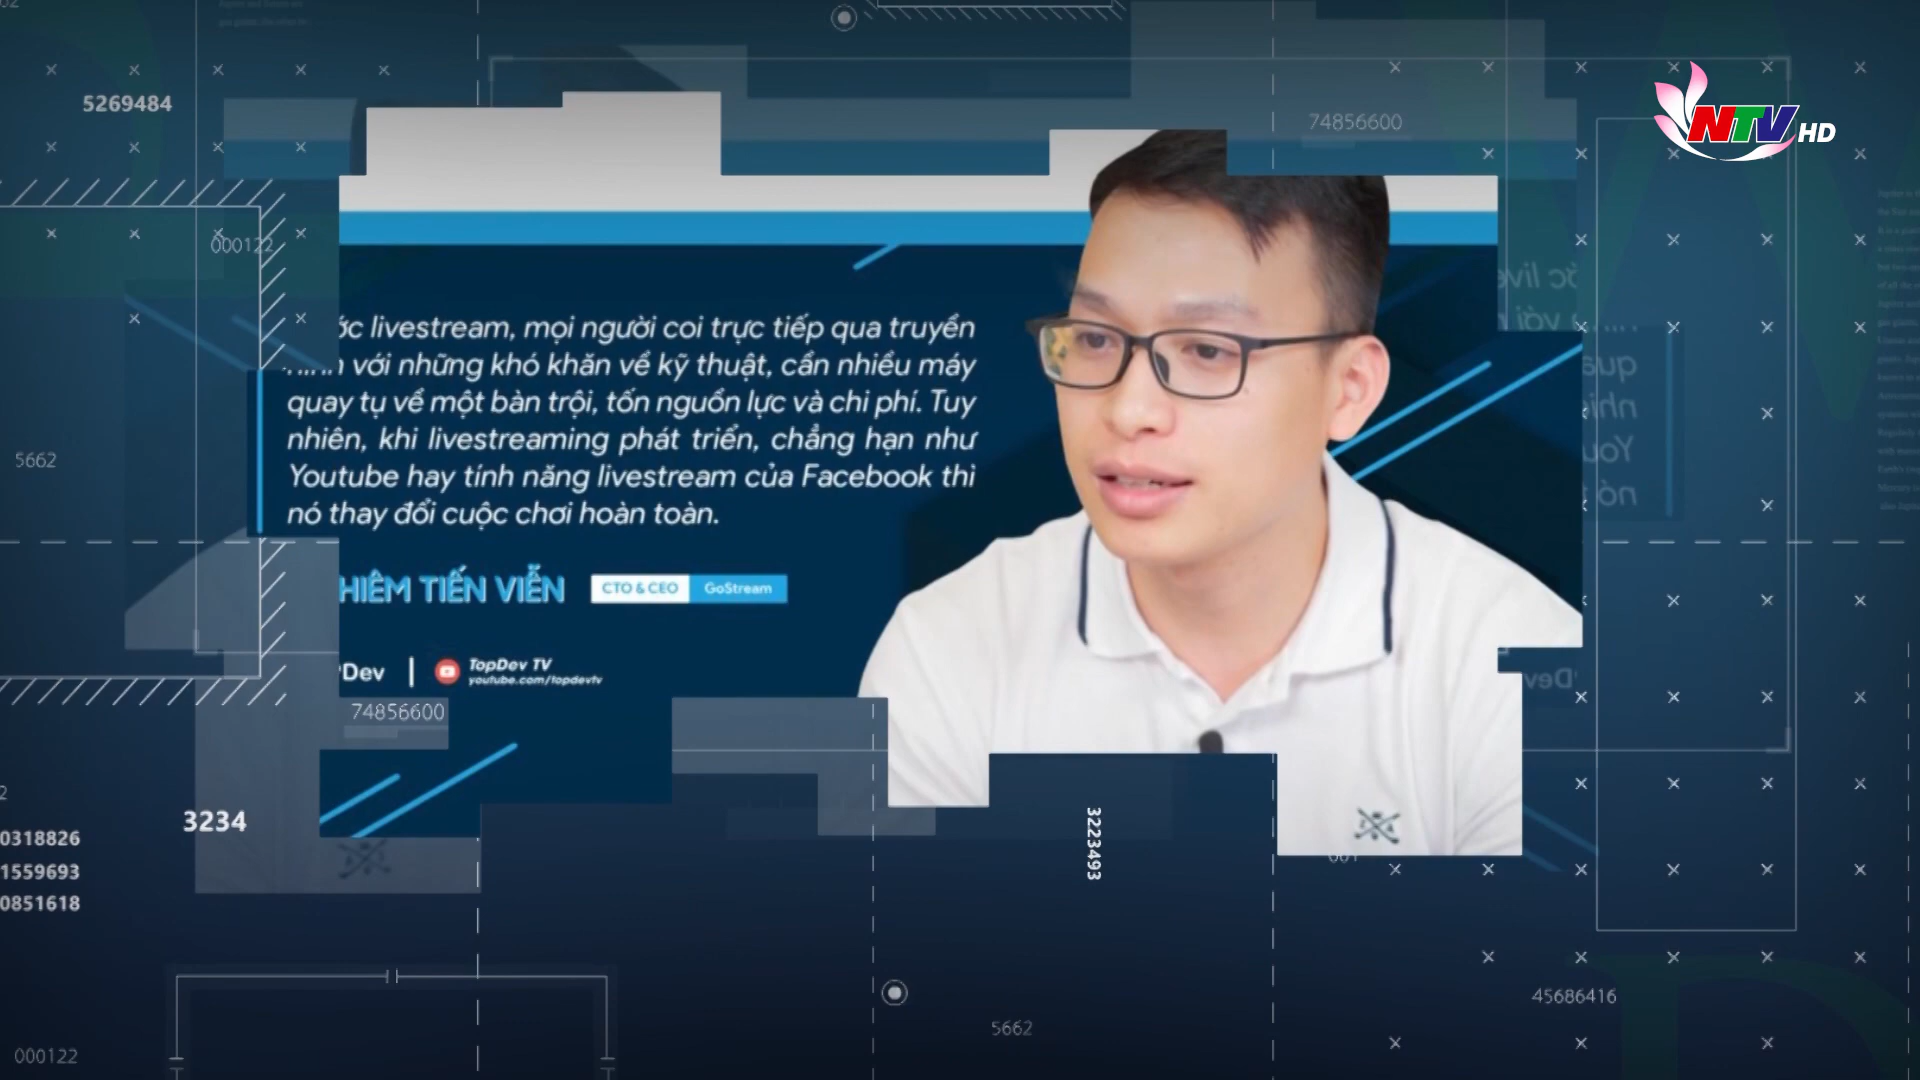 5269484
74856600
NTV HD
000122
livestream, mọi người coi trực tiếp qua truyền
với những khó khăn về kỹ thuật, cần nhiều máy
quay tụ về một bàn trội, tốn nguồn lực và chi phí. Tuy
nhiên, khi livestreaming phát triển, chẳng hạn như
Youtube hay tính năng livestream của Facebook thì
nó thay đổi cuộc chơi hoàn toàn.
5662
TIẾN VIỄN
CTO & CEO GoStream
Dev | TopDev TV
youtube.com/topdevtv
74856600
3234
0318826
1559693
0851618
3223493
45686416
5662
000122